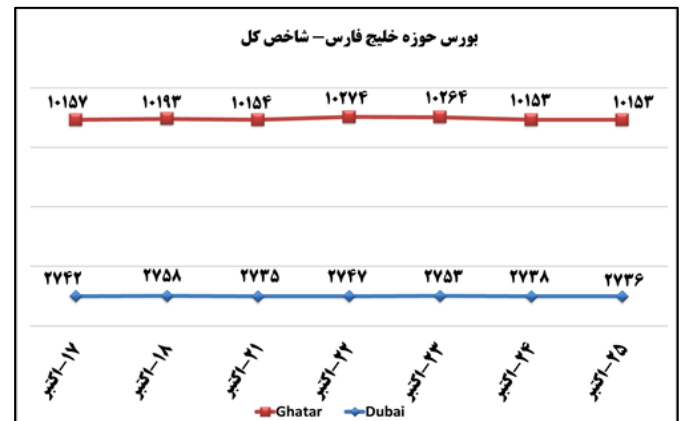 بورس حوزه خلیج فارس– شاخص کل
۱۰۱۵۷ ۱۰۱۹۳ ۱۰۱۵۴ ۱۰۲۷۴ ۱۰۲۶۴ ۱۰۱۵۳ ۱۰۱۵۳
۲۷۴۲ ۲۷۵۸ ۲۷۳۵ ۲۷۴۷ ۲۷۵۳ ۲۷۳۸ ۲۷۳۶
۱۷-اکتبر ۱۸-اکتبر ۲۱-اکتبر ۲۲-اکتبر ۲۳-اکتبر ۲۴-اکتبر ۲۵-اکتبر
Ghatar Dubai